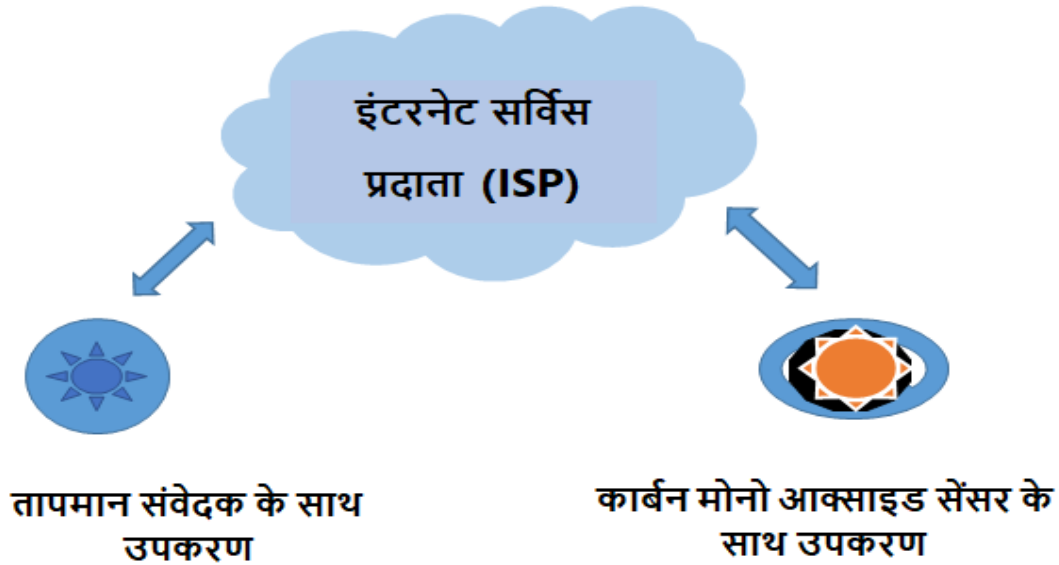 इंटरनेट सर्विस
प्रदाता (ISP)
तापमान संवेदक के साथ
उपकरण
कार्बन मोनो आक्साइड सेंसर के
साथ उपकरण